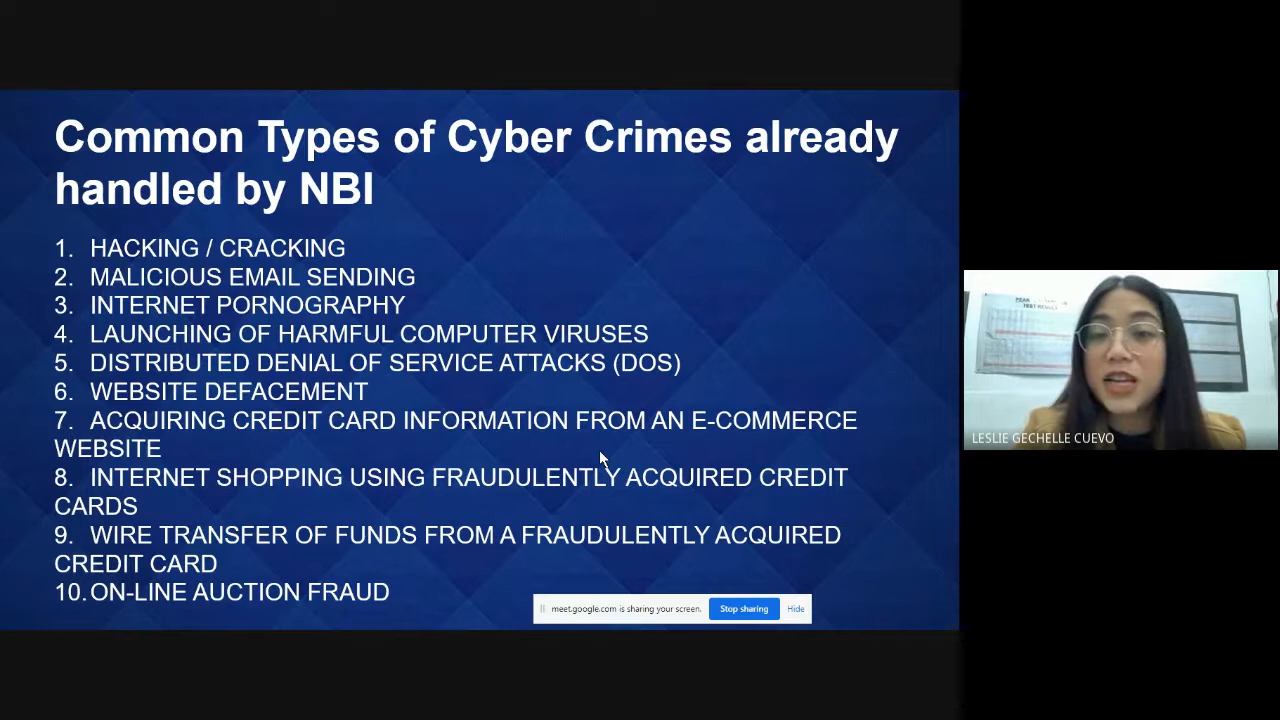 Common Types of Cyber Crimes already
handled by NBI
1. HACKING / CRACKING
2. MALICIOUS EMAIL SENDING
3. INTERNET PORNOGRAPHY
4. LAUNCHING OF HARMFUL COMPUTER VIRUSES
5. DISTRIBUTED DENIAL OF SERVICE ATTACKS (DOS)
6. WEBSITE DEFACEMENT
7. ACQUIRING CREDIT CARD INFORMATION FROM AN E-COMMERCE
WEBSITE
8. INTERNET SHOPPING USING FRAUDULENTLY ACQUIRED CREDIT
CARDS
9. WIRE TRANSFER OF FUNDS FROM A FRAUDULENTLY ACQUIRED
CREDIT CARD
10. ON-LINE AUCTION FRAUD
meet.google.com is sharing your screen. Stop sharing Hide
TEST RESULT
LESLIE GECHELLE CUEVO